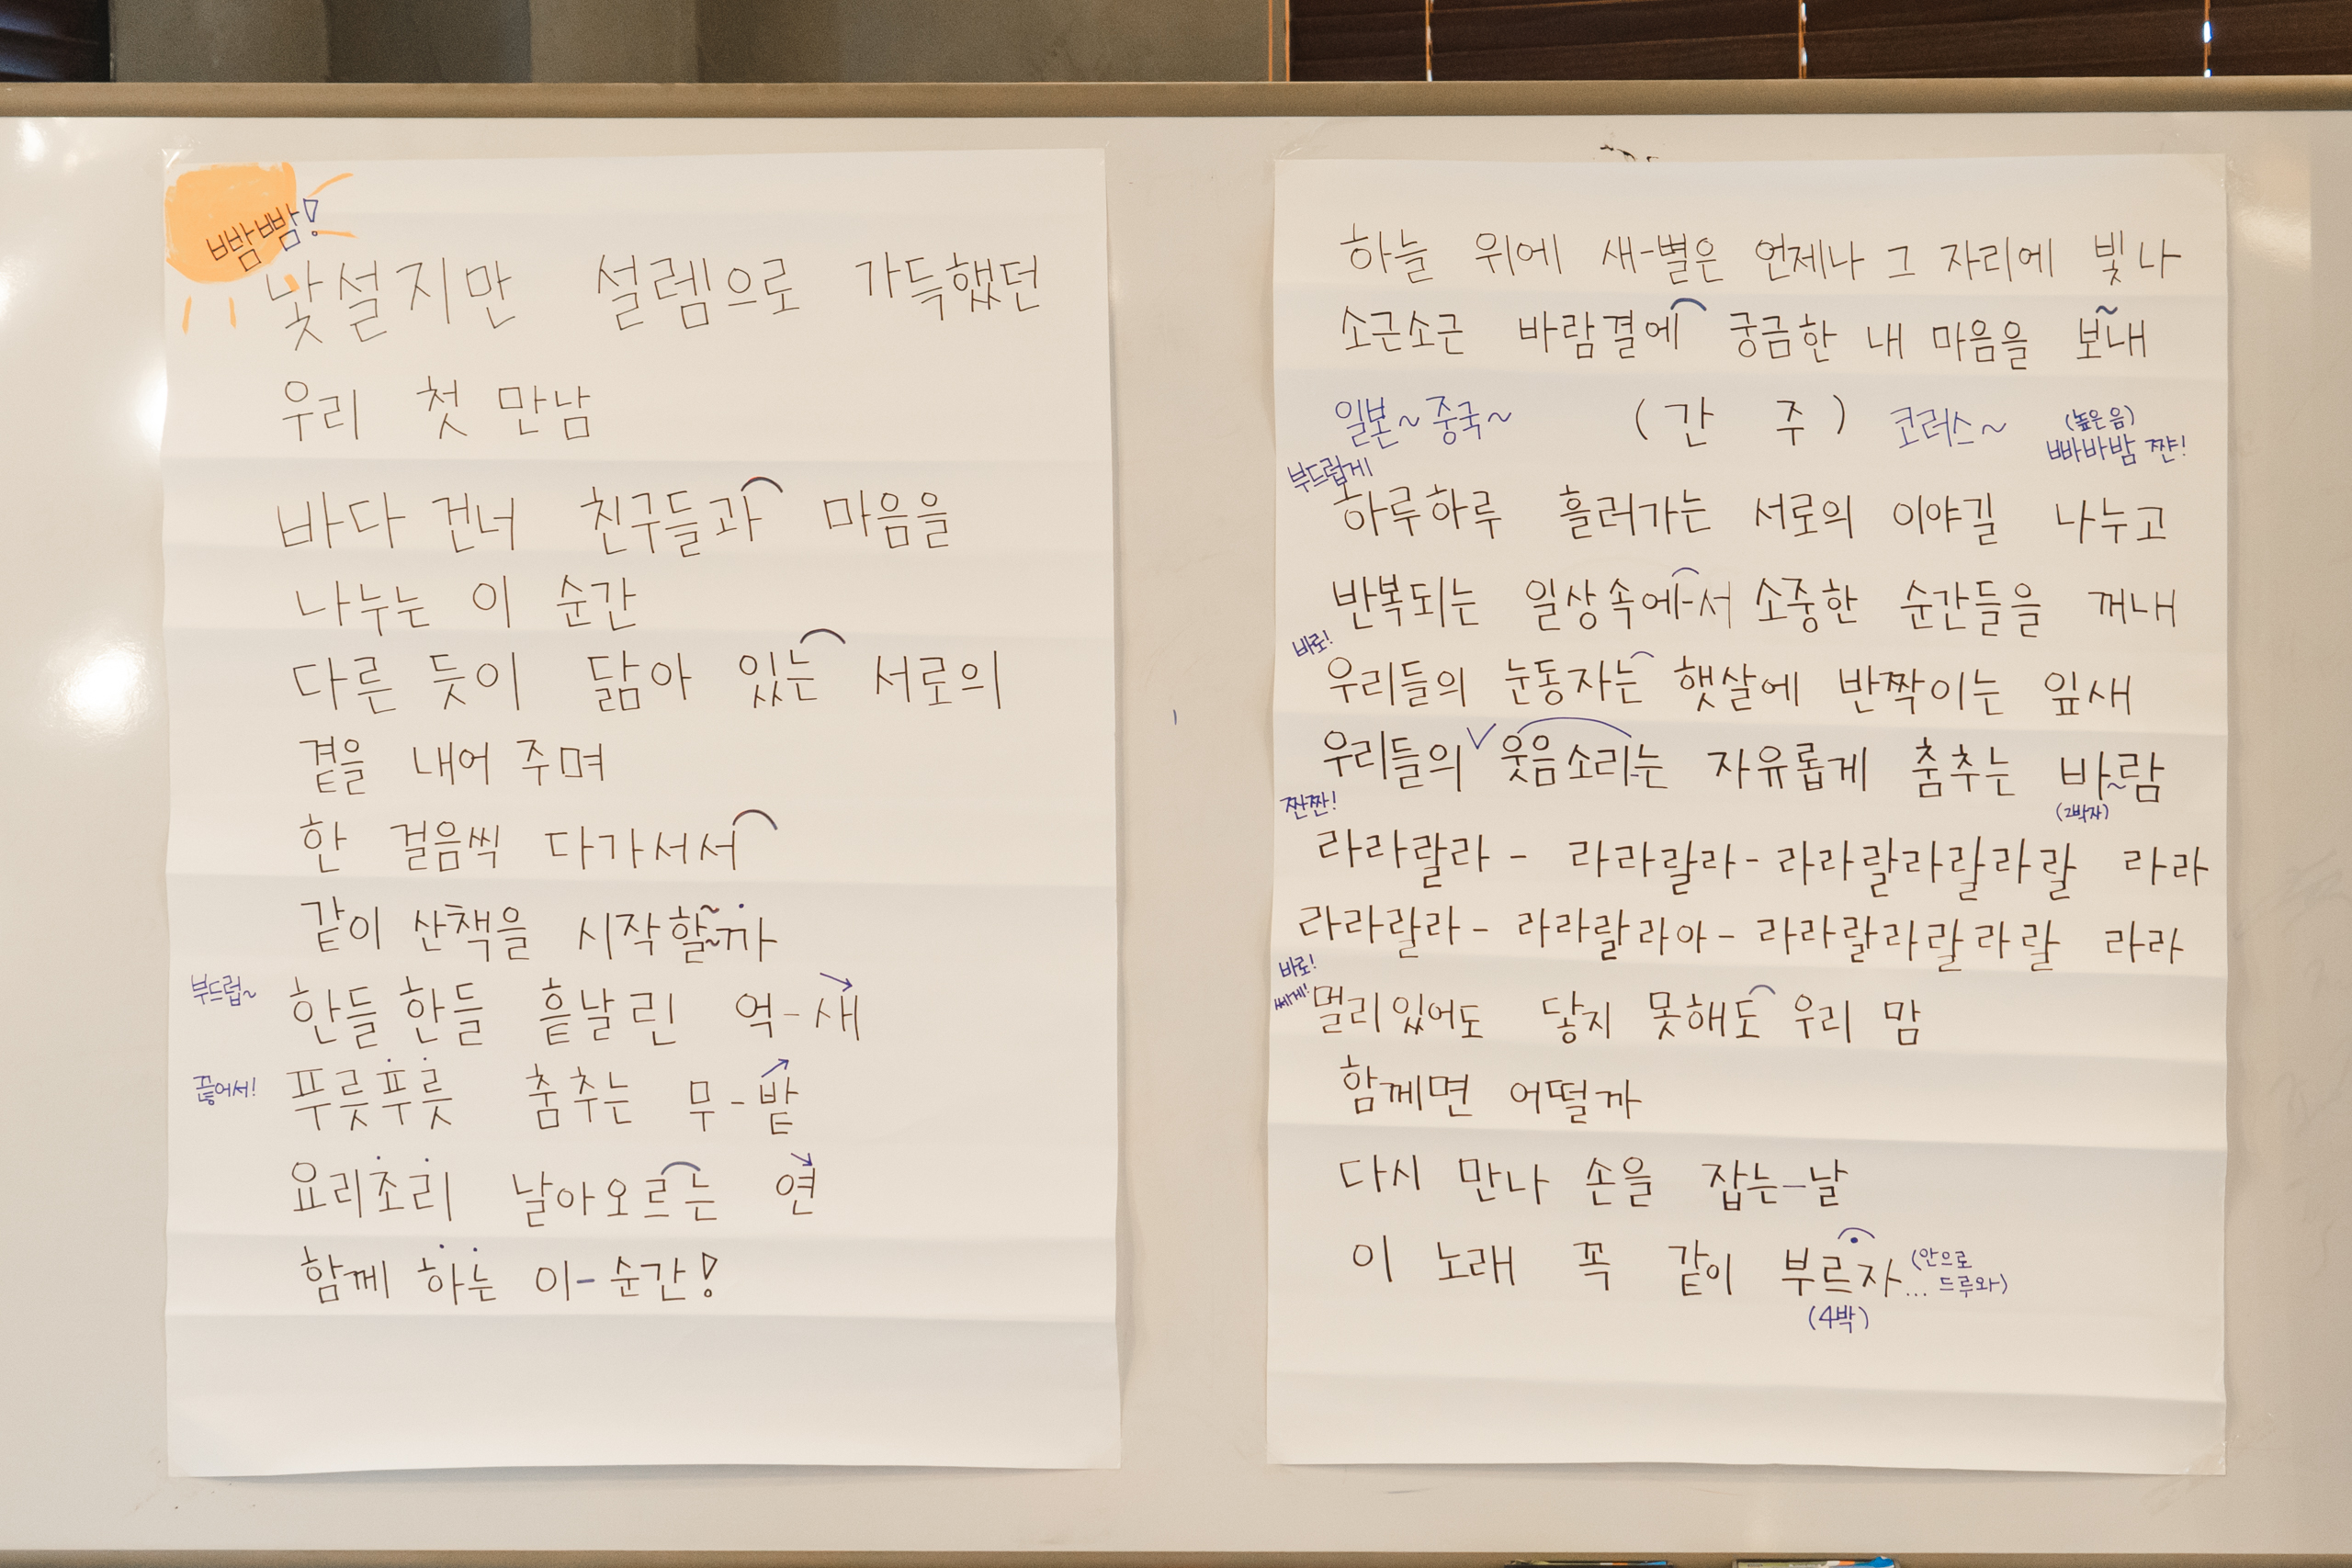 빰빰!
낯설지만 설렘으로 가득했던
우리 첫 만남
바다 건너 친구들과 마음을
나누는 이 순간
다른 듯이 닮아 있는 서로의
곁을 내어 주며
한 걸음씩 다가서서
같이 산책을 시작할~까
부드럽~
한들한들 흩날린 억-새
끊어서!
푸릇푸릇 춤추는 무-밭
요리조리 날아오르는 연
함께 하는 이-순간!
하늘 위에 새-별은 언제나 그 자리에 빛나
소근소근 바람결에 궁금한 내 마음을 보~내
일본~중국~ (간 주) 코러스~ (높은음) 빠바밤 짠!
부드럽게
하루하루 흘러가는 서로의 이야길 나누고
반복되는 일상속에-서 소중한 순간들을 꺼내
바로!
우리들의 눈동자는 햇살에 반짝이는 잎새
우리들의 웃음소리는 자유롭게 춤추는 바~람
(2박자)
짠짠!
라라랄라 - 라라랄라 - 라라랄라랄라랄 라라
라라랄라 - 라라랄라아 - 라라랄라랄라랄 라라
바로!
쎄게!
멀리있어도 닿지 못해도 우리 맘
함께면 어떨까
다시 만나 손을 잡는-날
이 노래 꼭 같이 부르자... (안으로 드루와)
(4박)